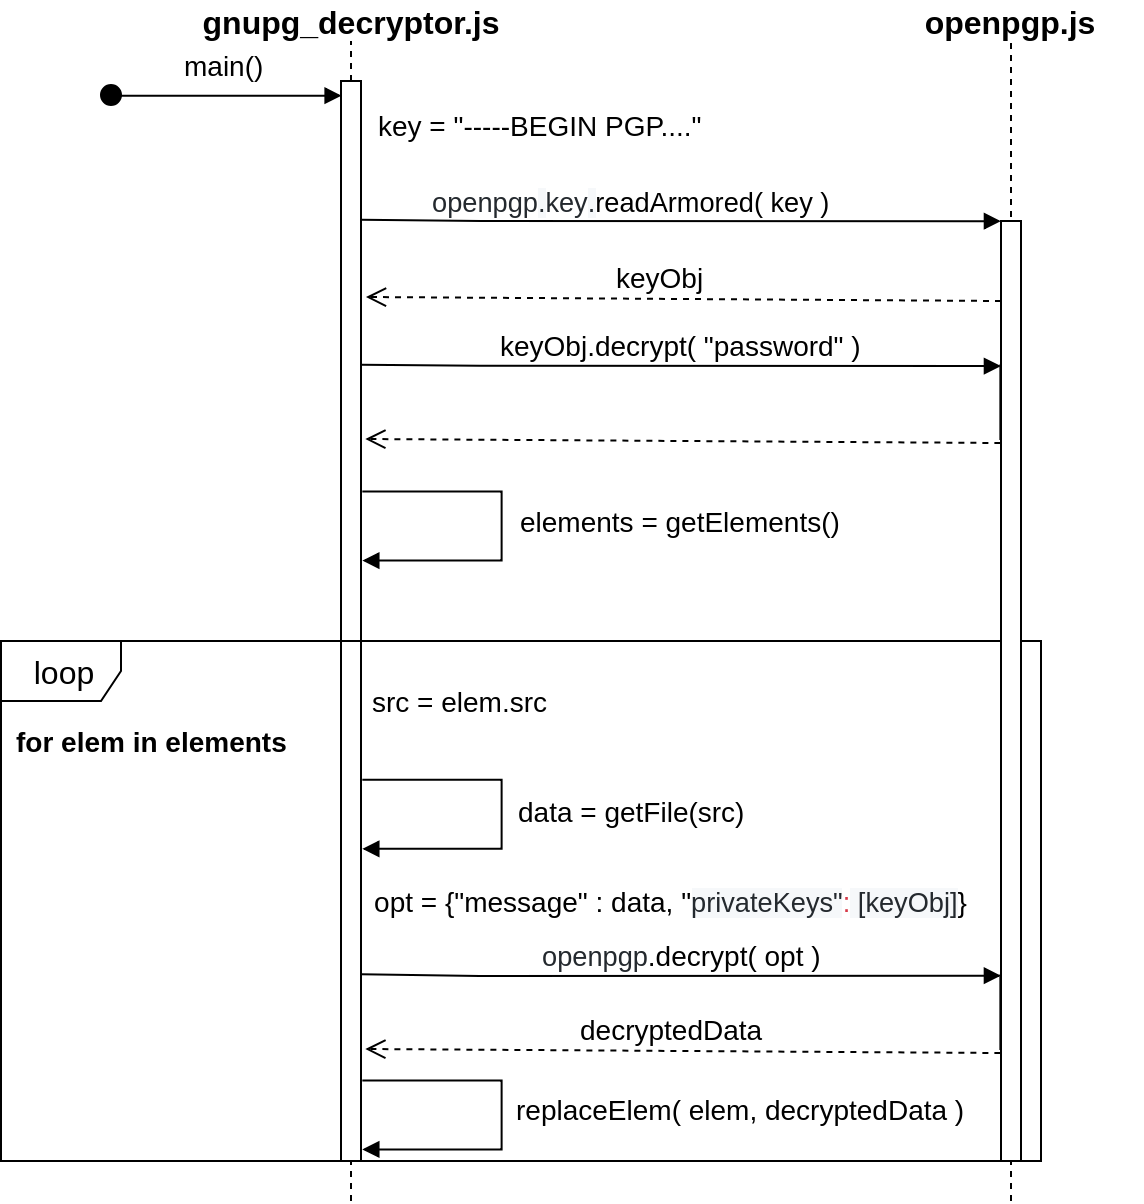 gnupg_decryptor.js
openpgp.js
main()
key = "-----BEGIN PGP...."
openpgp.key.readArmored( key )
keyObj
keyObj.decrypt( "password" )
elements = getElements()
loop
src = elem.src
for elem in elements
data = getFile(src)
opt = {"message" : data, "privateKeys": [keyObj]}
openpgp.decrypt( opt )
decryptedData
replaceElem( elem, decryptedData )